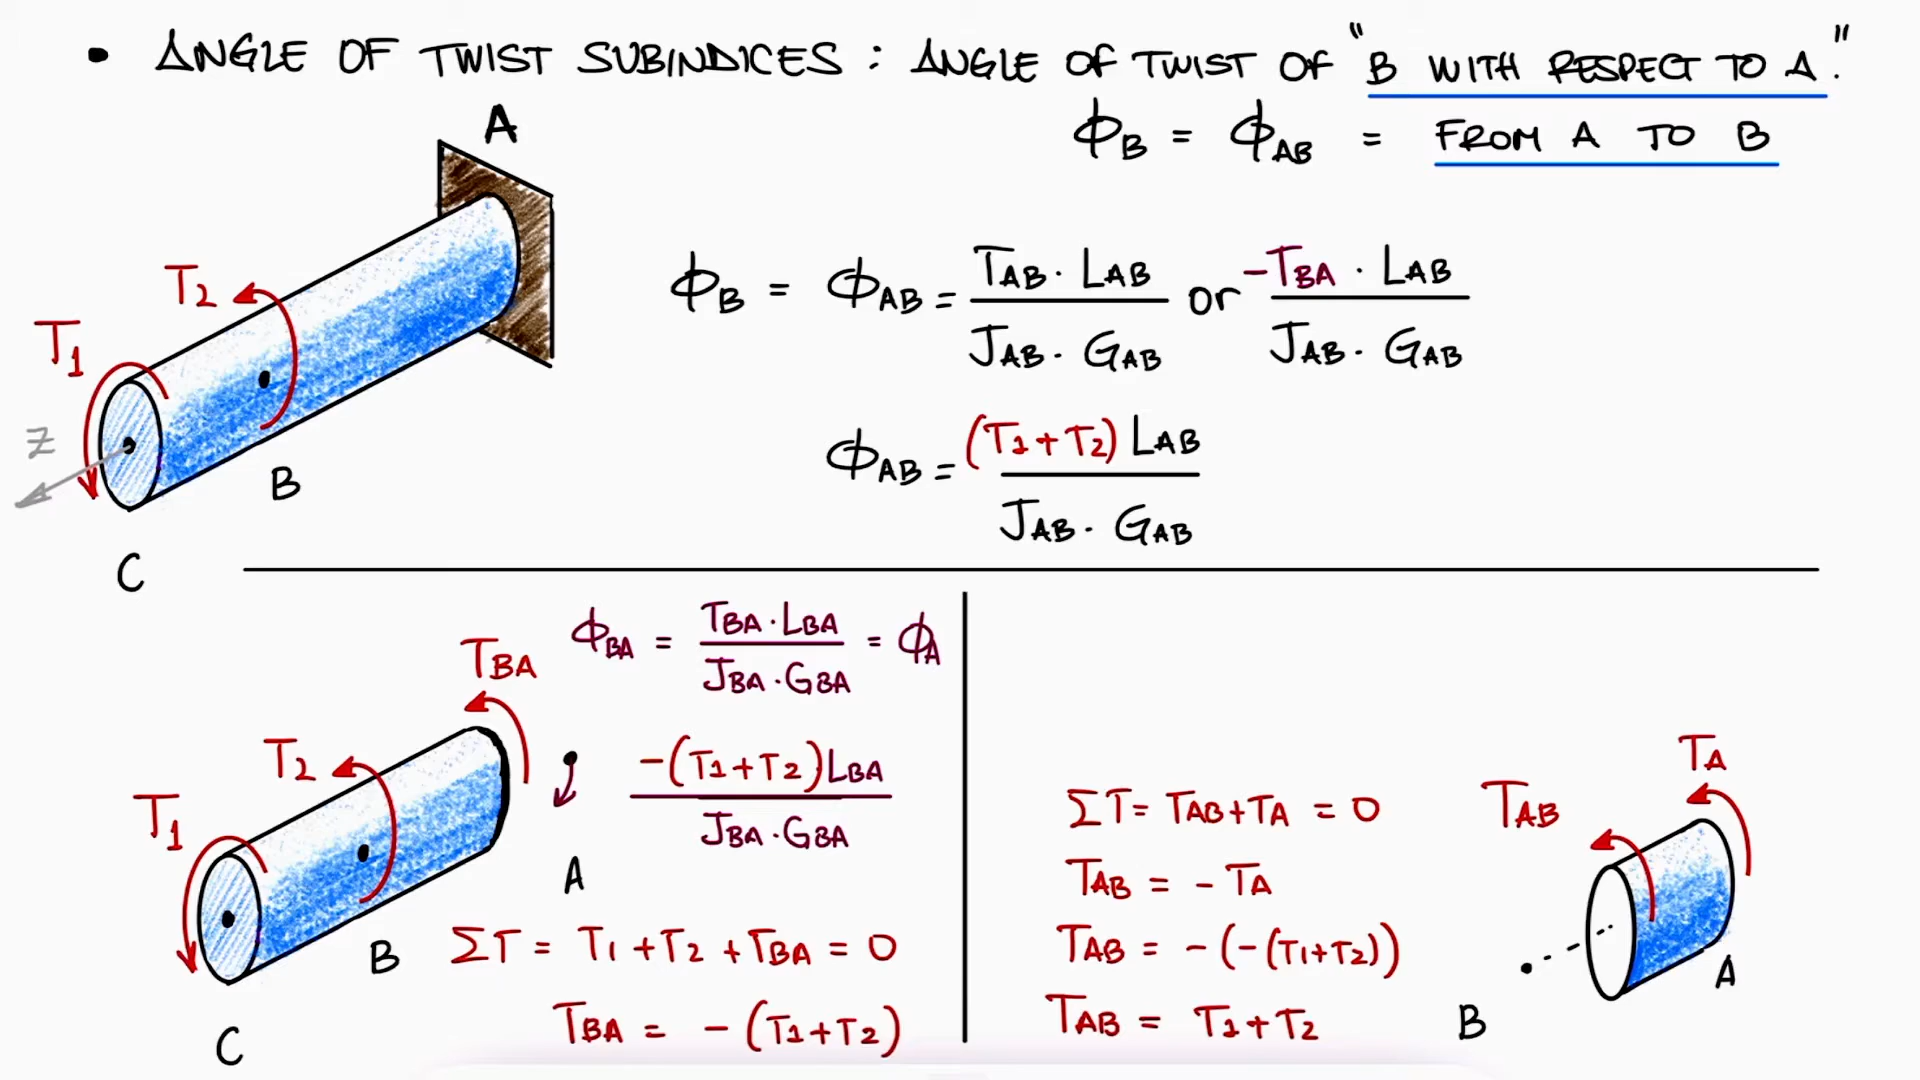 • ANGLE OF TWIST SUBINDICES : ANGLE OF TWIST OF "B WITH RESPECT TO A."
ϕB = ϕAB = FROM A TO B
A
T2
T1
Z
B
C
ϕB = ϕAB = TAB · LAB / JAB · GAB or -TBA · LAB / JAB · GAB
ϕAB = (T1 + T2) LAB / JAB · GAB
ϕBA = TBA · LBA / JBA · GBA = ϕA
-(T1 + T2) LBA / JBA · GBA
TBA
T2
T1
A
B
C
ΣT = T1 + T2 + TBA = 0
TBA = - (T1 + T2)
ΣT = TAB + TA = 0
TAB = - TA
TAB = - (-(T1+T2))
TAB = T1 + T2
TA
TAB
A
B